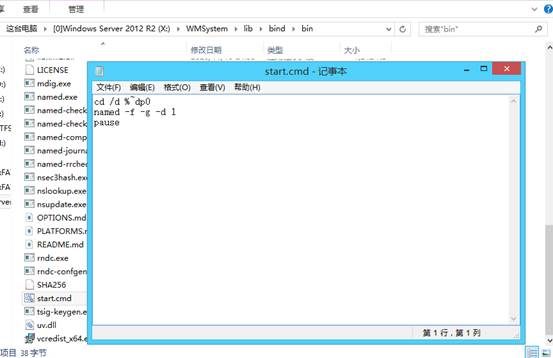 享 查看 管理
这台电脑 ▸ [0]Windows Server 2012 R2 (X:) ▸ WMSystem ▸ lib ▸ bind ▸ bin
搜索"bin"
名称 修改日期 类型 大小
LICENSE
mdig.exe
named.exe
named-check
named-check
named-comp
named-journa
named-rrchec
nsec3hash.exe
nslookup.exe
nsupdate.exe
OPTIONS.md
PLATFORMS.
README.md
rndc.exe
rndc-confgen
SHA256
start.cmd
tsig-keygen.e
uv.dll
vcredist_x64.e
start.cmd - 记事本
文件(F) 编辑(E) 格式(O) 查看(V) 帮助(H)
cd /d %~dp0
named -f -g -d 1
pause
第 1 行，第 1 列
项目 38 字节